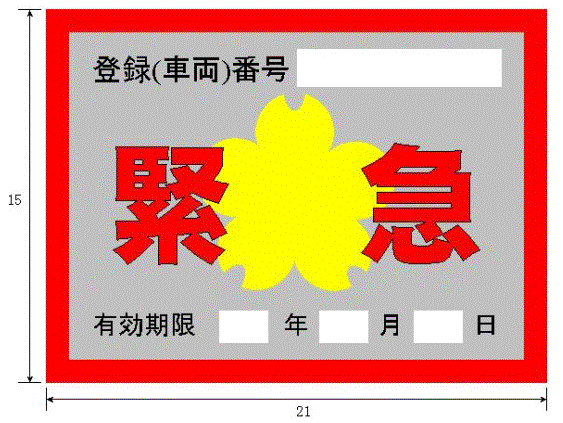 登録(車両)番号
緊急
有効期限 年 月 日
15
21